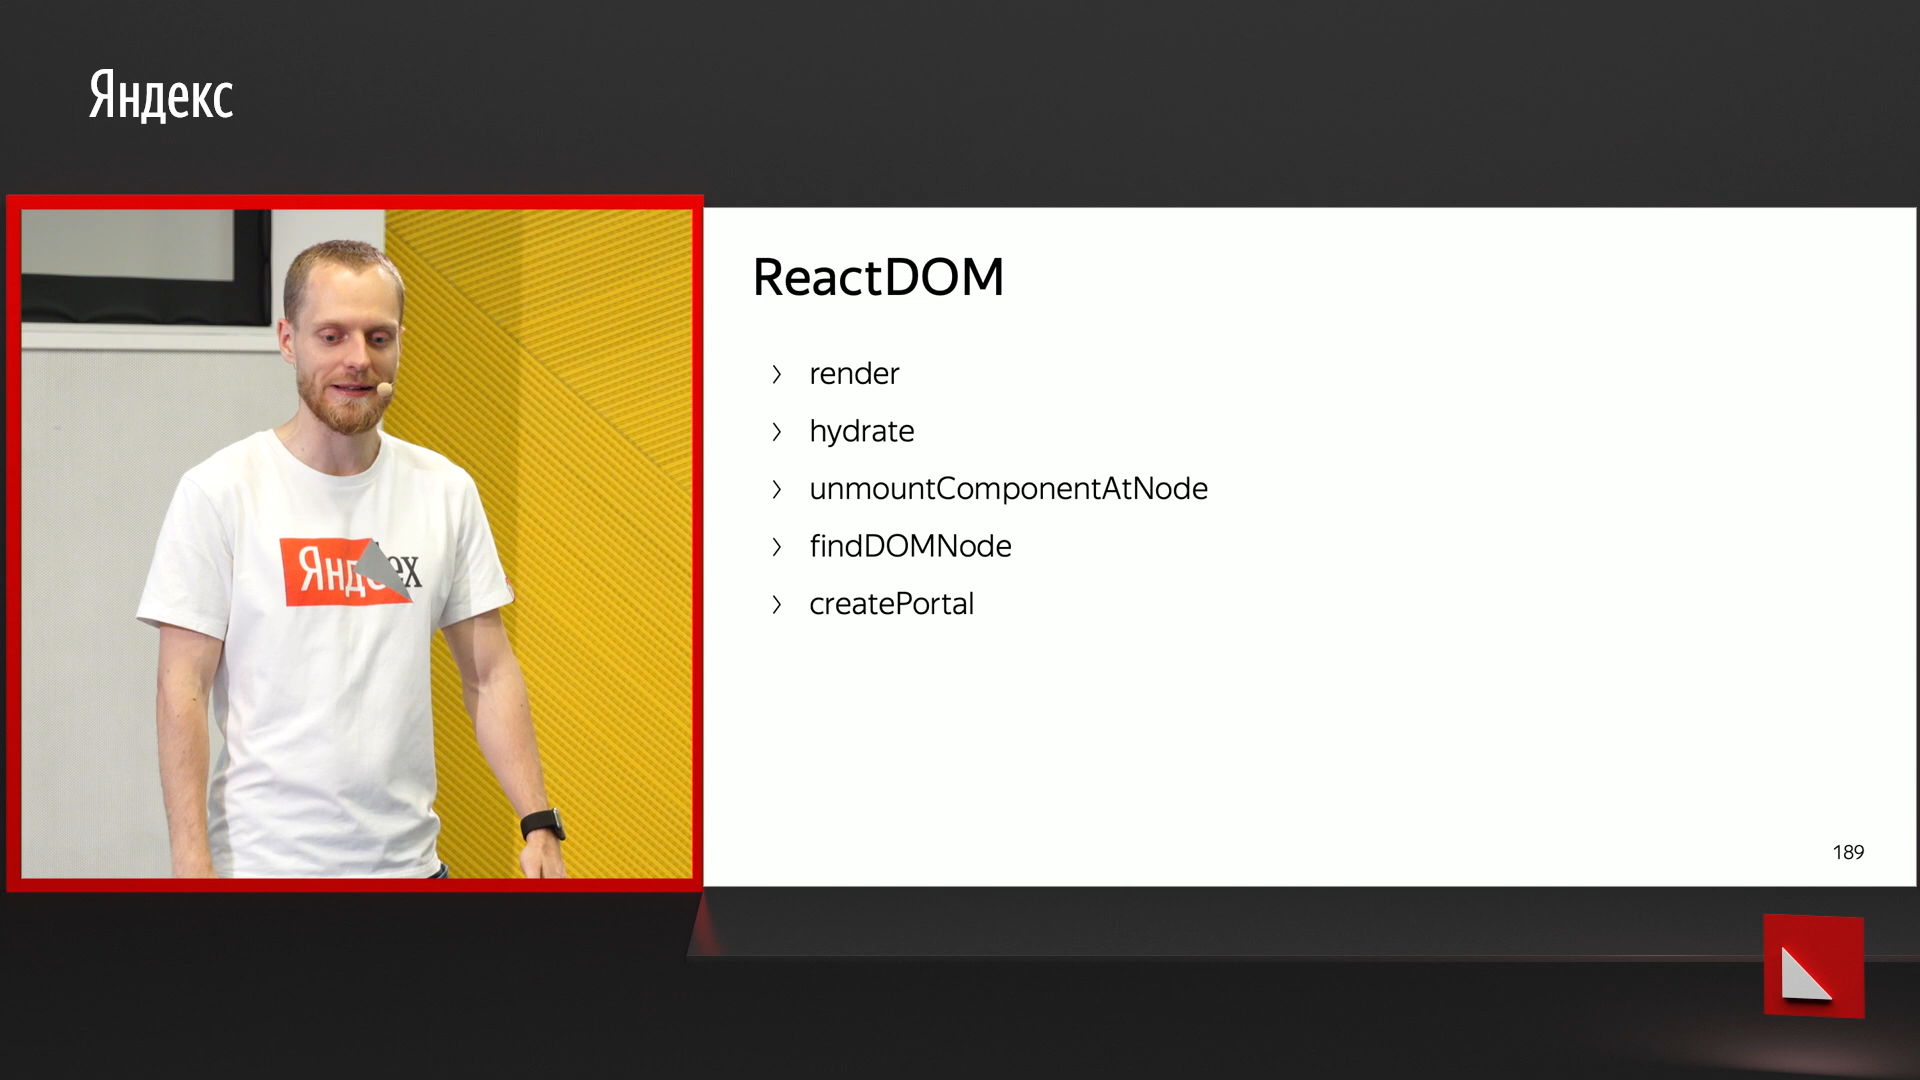 Яндекс
ReactDOM
render
hydrate
unmountComponentAtNode
findDOMNode
createPortal
189